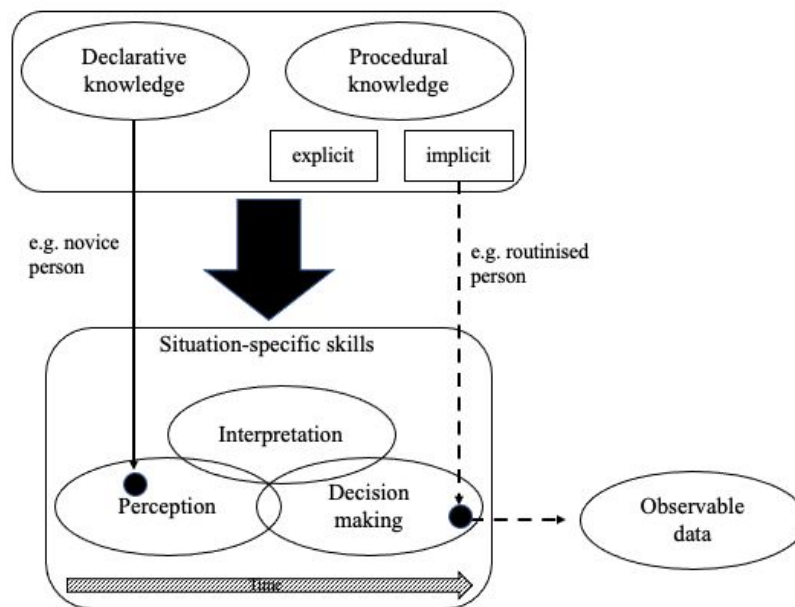 Declarative
knowledge
Procedural
knowledge
explicit
implicit
e.g. novice
person
e.g. routinised
person
Situation-specific skills
Interpretation
Perception
Decision
making
Observable
data
Time